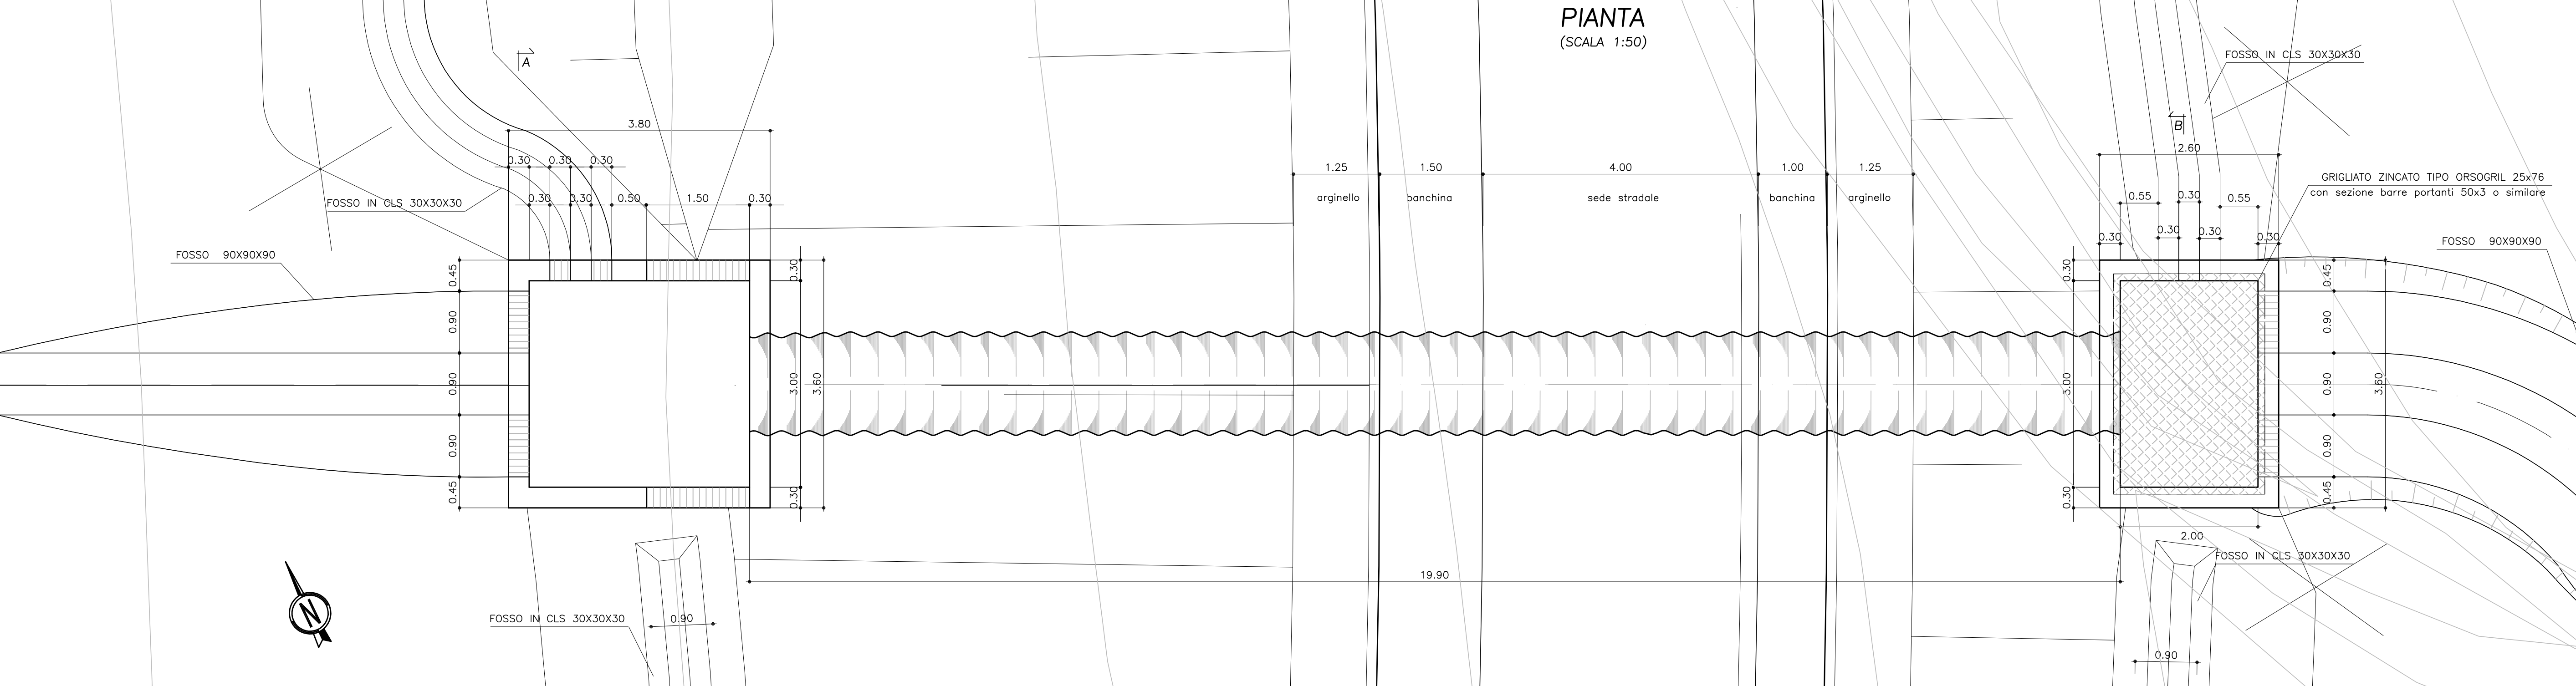 PIANTA
(SCALA 1:50)
A
FOSSO IN CLS 30X30X30
B
3.80
2.60
0.30 0.30 0.30
1.25 1.50 4.00 1.00 1.25
GRIGLIATO ZINCATO TIPO ORSOGRIL 25x76
con sezione barre portanti 50x3 o similare
0.30 0.30 0.50 1.50 0.30
arginello banchina sede stradale banchina arginello
0.55 0.30 0.55
FOSSO IN CLS 30X30X30
0.30 0.30 0.30 0.30
FOSSO 90X90X90
FOSSO 90X90X90
0.45
0.30
0.30
0.45
0.90
0.90
0.90
3.00
3.60
3.00
0.90
3.60
0.90
0.90
0.45
0.30
0.30
0.45
2.00
FOSSO IN CLS 30X30X30
19.90
N
FOSSO IN CLS 30X30X30
0.90
0.90